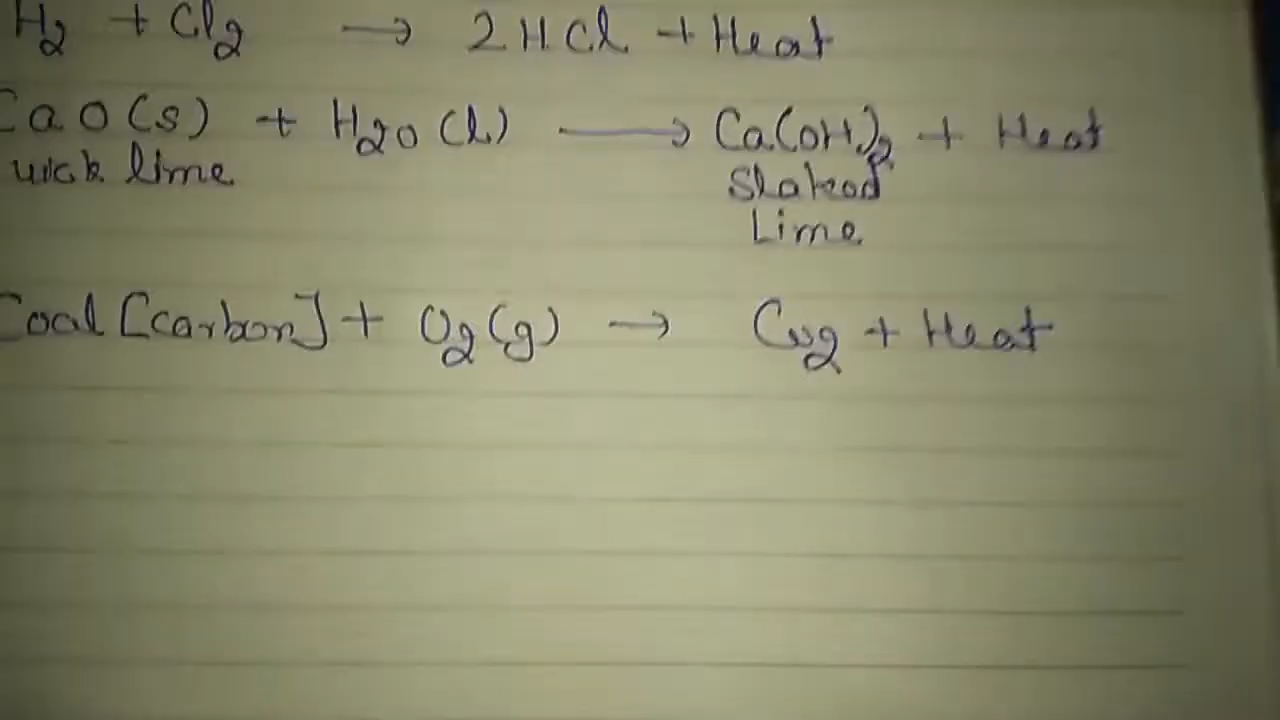 H2 + Cl2 → 2HCl + Heat
CaO(s) + H2O(l) → Ca(OH)2 + Heat
uick lime Slaked
Lime
Coal [carbon] + O2(g) → CO2 + Heat